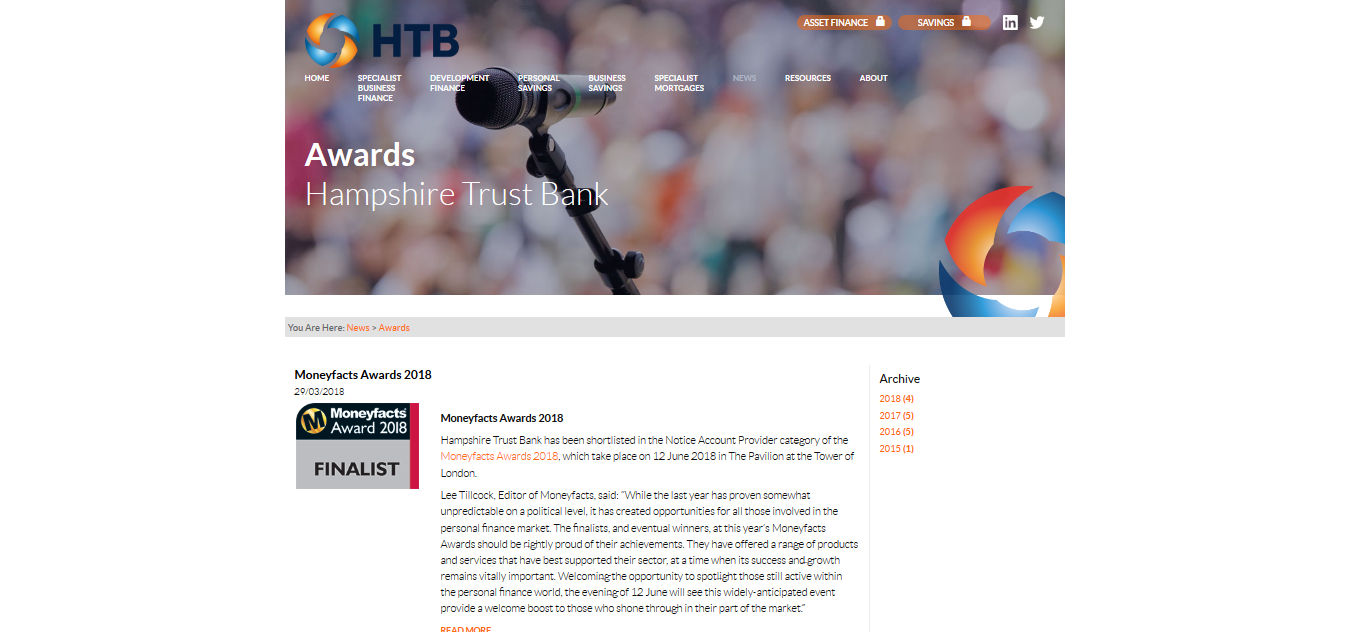 HTB
ASSET FINANCE
SAVINGS
HOME
SPECIALIST
BUSINESS
FINANCE
DEVELOPMENT
FINANCE
PERSONAL
SAVINGS
BUSINESS
SAVINGS
SPECIALIST
MORTGAGES
NEWS
RESOURCES
ABOUT
Awards
Hampshire Trust Bank
You Are Here: News > Awards
Moneyfacts Awards 2018
29/03/2018
Moneyfacts
Award 2018
FINALIST
Moneyfacts Awards 2018
Hampshire Trust Bank has been shortlisted in the Notice Account Provider category of the
Moneyfacts Awards 2018, which take place on 12 June 2018 in The Pavilion at the Tower of
London.
Lee Tillcock, Editor of Moneyfacts, said: “While the last year has proven somewhat
unpredictable on a political level, it has created opportunities for all those involved in the
personal finance market. The finalists, and eventual winners, at this year’s Moneyfacts
Awards should be rightly proud of their achievements. They have offered a range of products
and services that have best supported their sector, at a time when its success and growth
remains vitally important. Welcoming the opportunity to spotlight those still active within
the personal finance world, the evening of 12 June will see this widely-anticipated event
provide a welcome boost to those who shone through in their part of the market.”
READ MORE
Archive
2018 (4)
2017 (5)
2016 (5)
2015 (1)